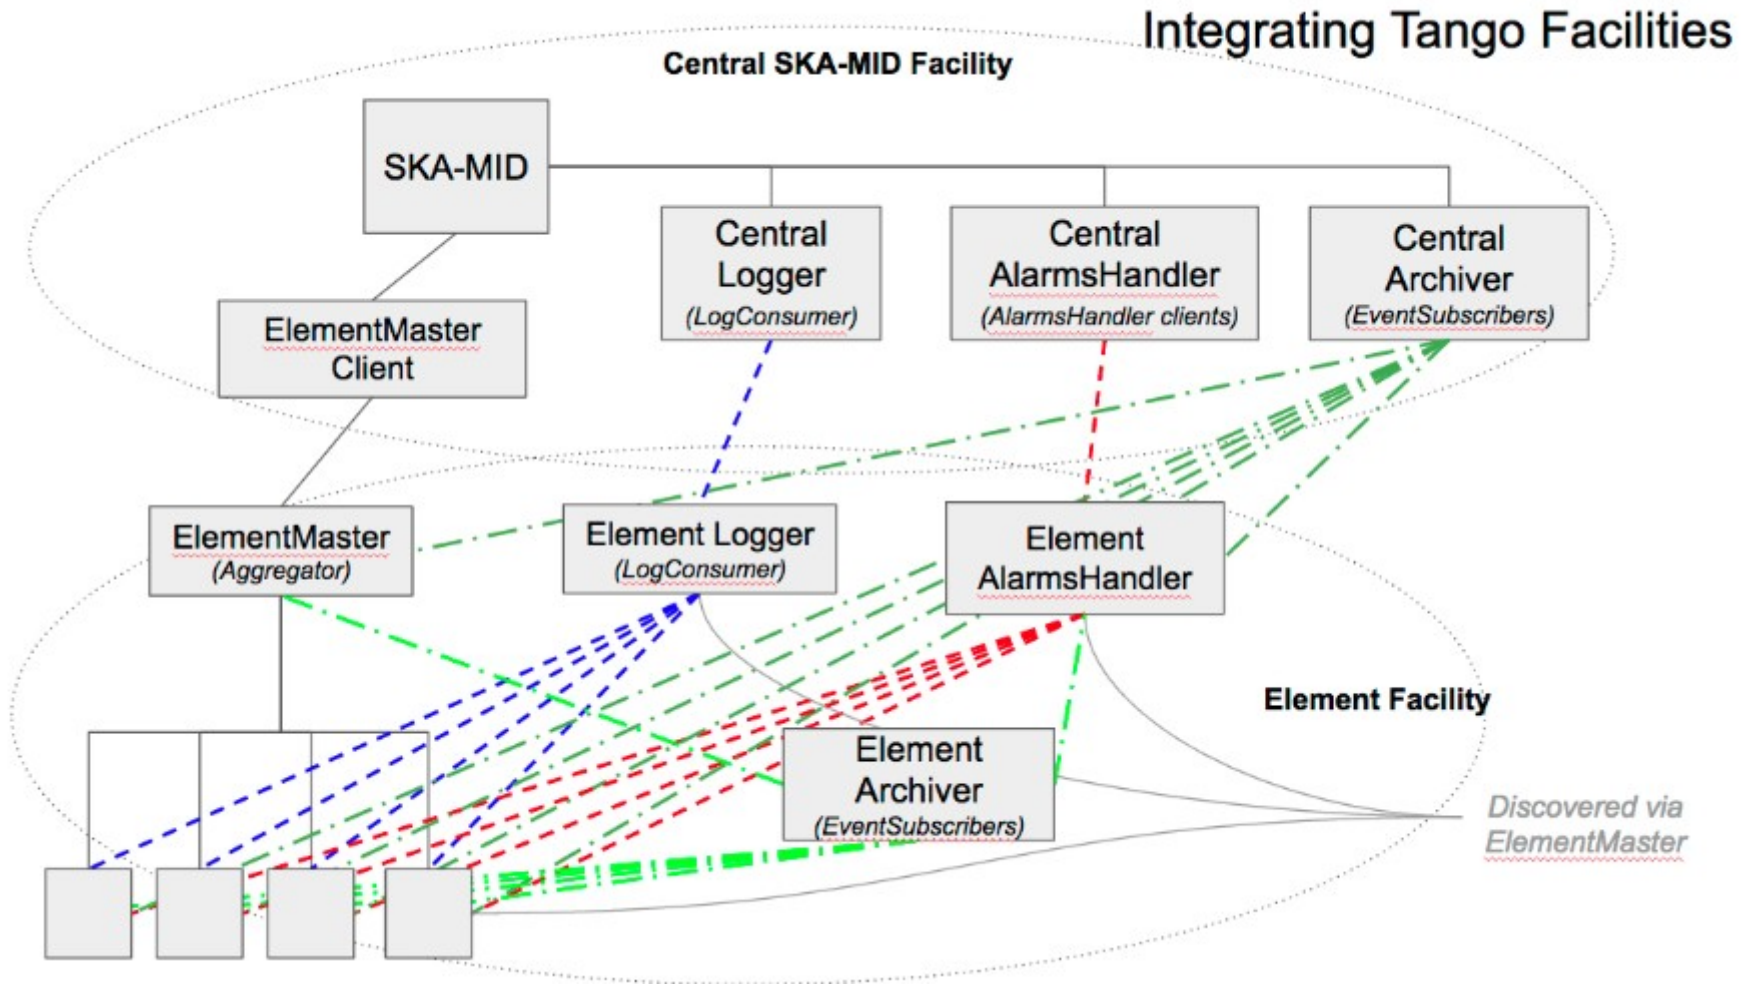 Integrating Tango Facilities
Central SKA-MID Facility
SKA-MID
Central
Logger
(LogConsumer)
Central
AlarmsHandler
(AlarmsHandler clients)
Central
Archiver
(EventSubscribers)
ElementMaster
Client
ElementMaster
(Aggregator)
Element Logger
(LogConsumer)
Element
AlarmsHandler
Element Facility
Element
Archiver
(EventSubscribers)
Discovered via
ElementMaster